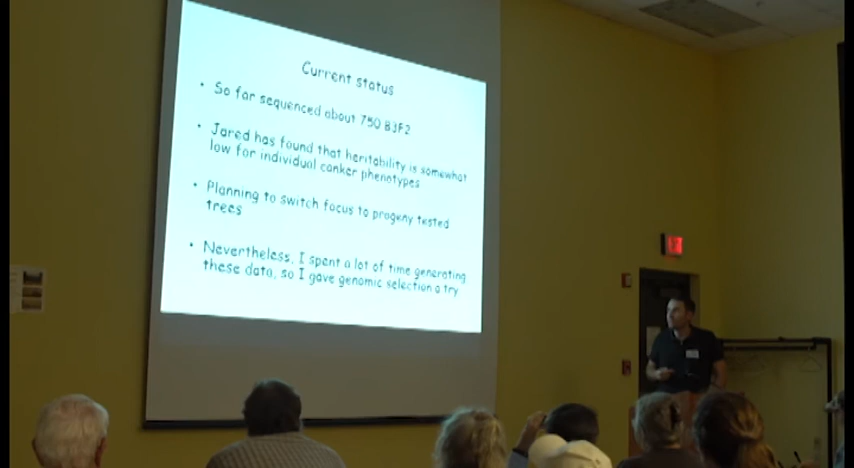 Current status
• So far sequenced about 750 B3F2
• Jared has found that heritability is somewhat
low for individual canker phenotypes
• Planning to switch focus to progeny tested
trees
• Nevertheless, I spent a lot of time generating
these data, so I gave genomic selection a try